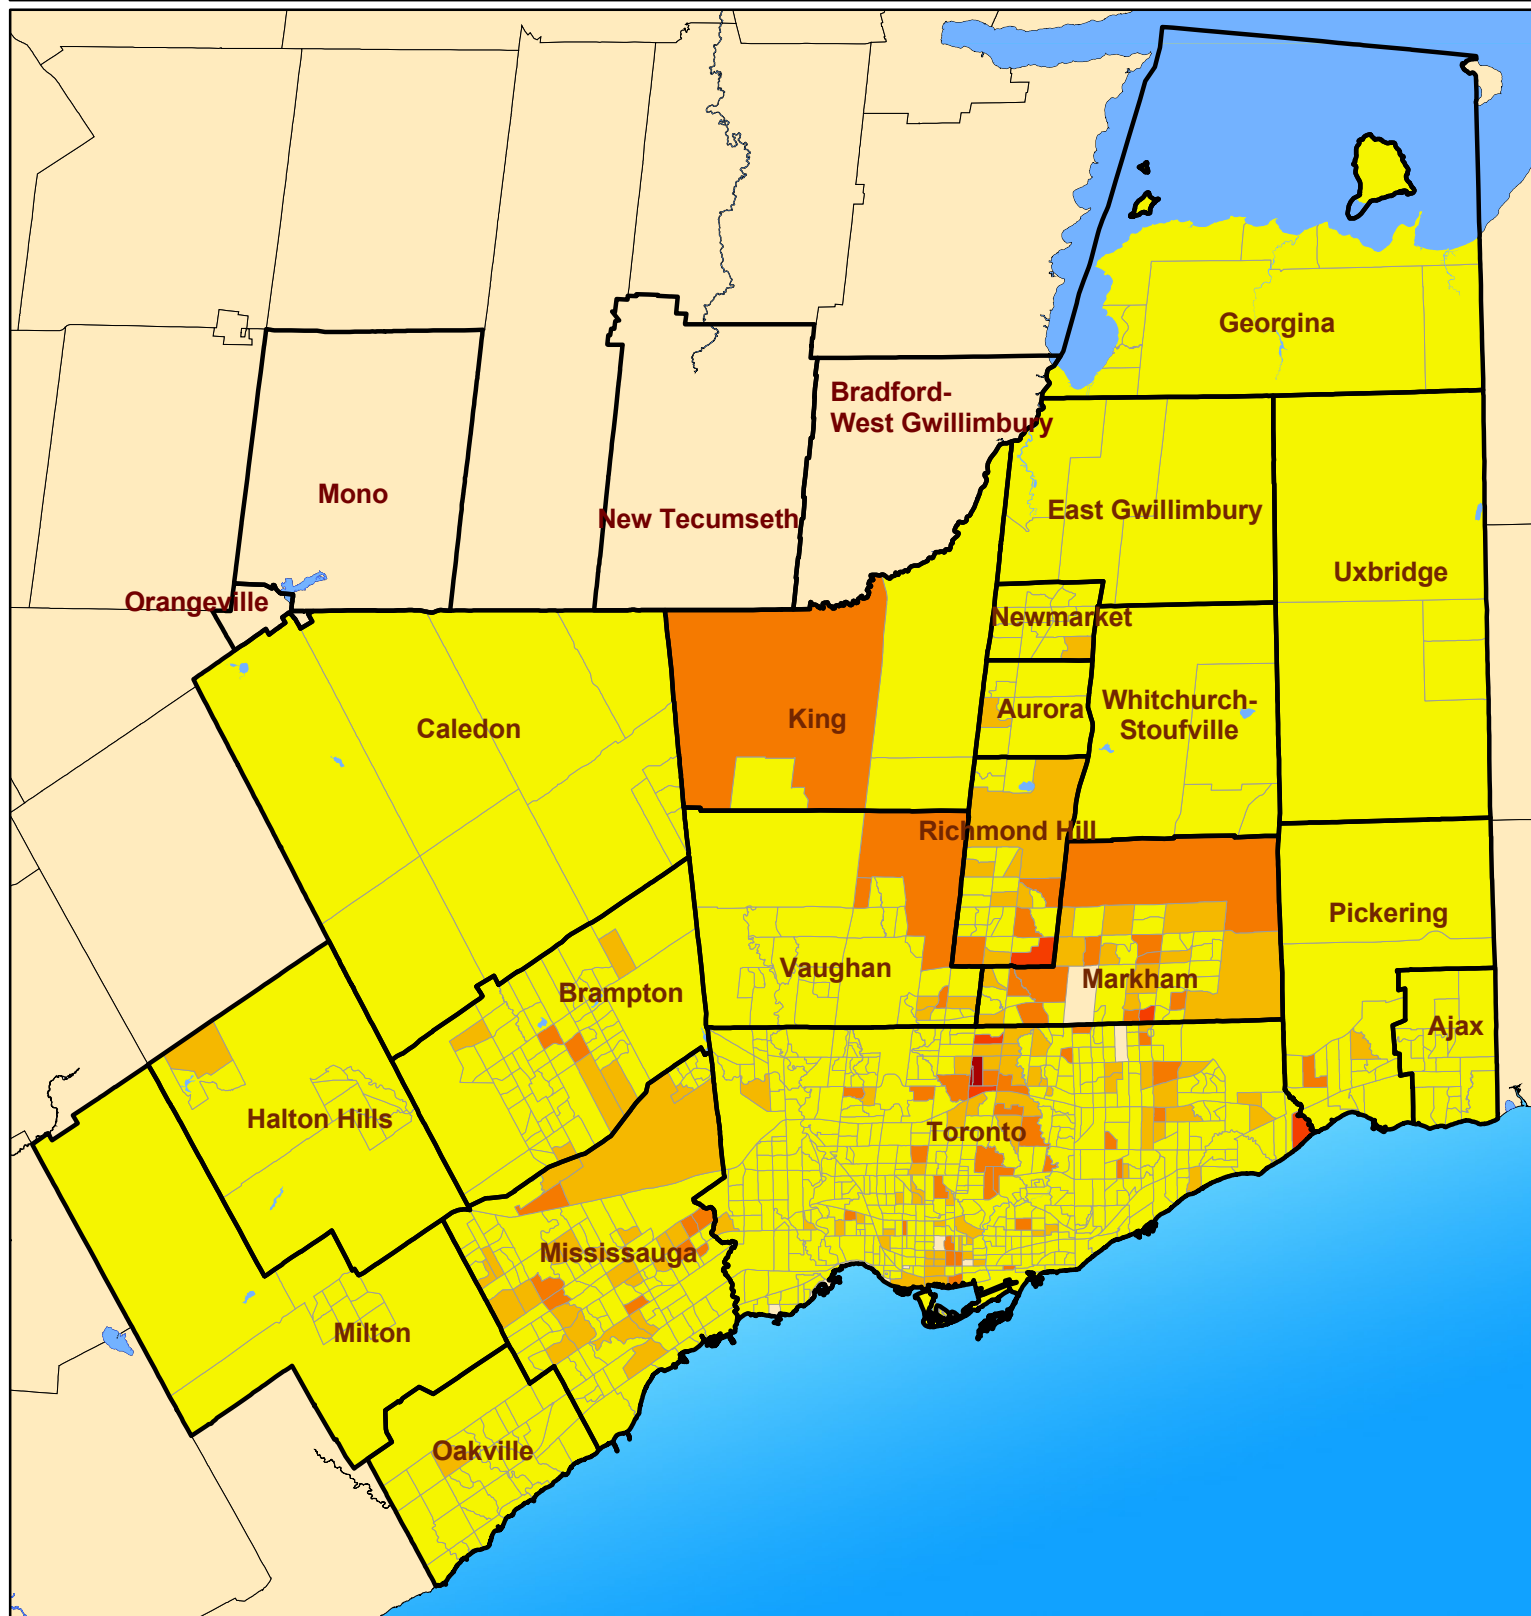 Georgina
Bradford-
West Gwillimbury
Mono
New Tecumseth
East Gwillimbury
Uxbridge
Orangeville
Newmarket
Caledon
King
Aurora
Whitchurch-
Stoufville
Richmond Hill
Pickering
Vaughan
Markham
Brampton
Ajax
Halton Hills
Toronto
Mississauga
Milton
Oakville